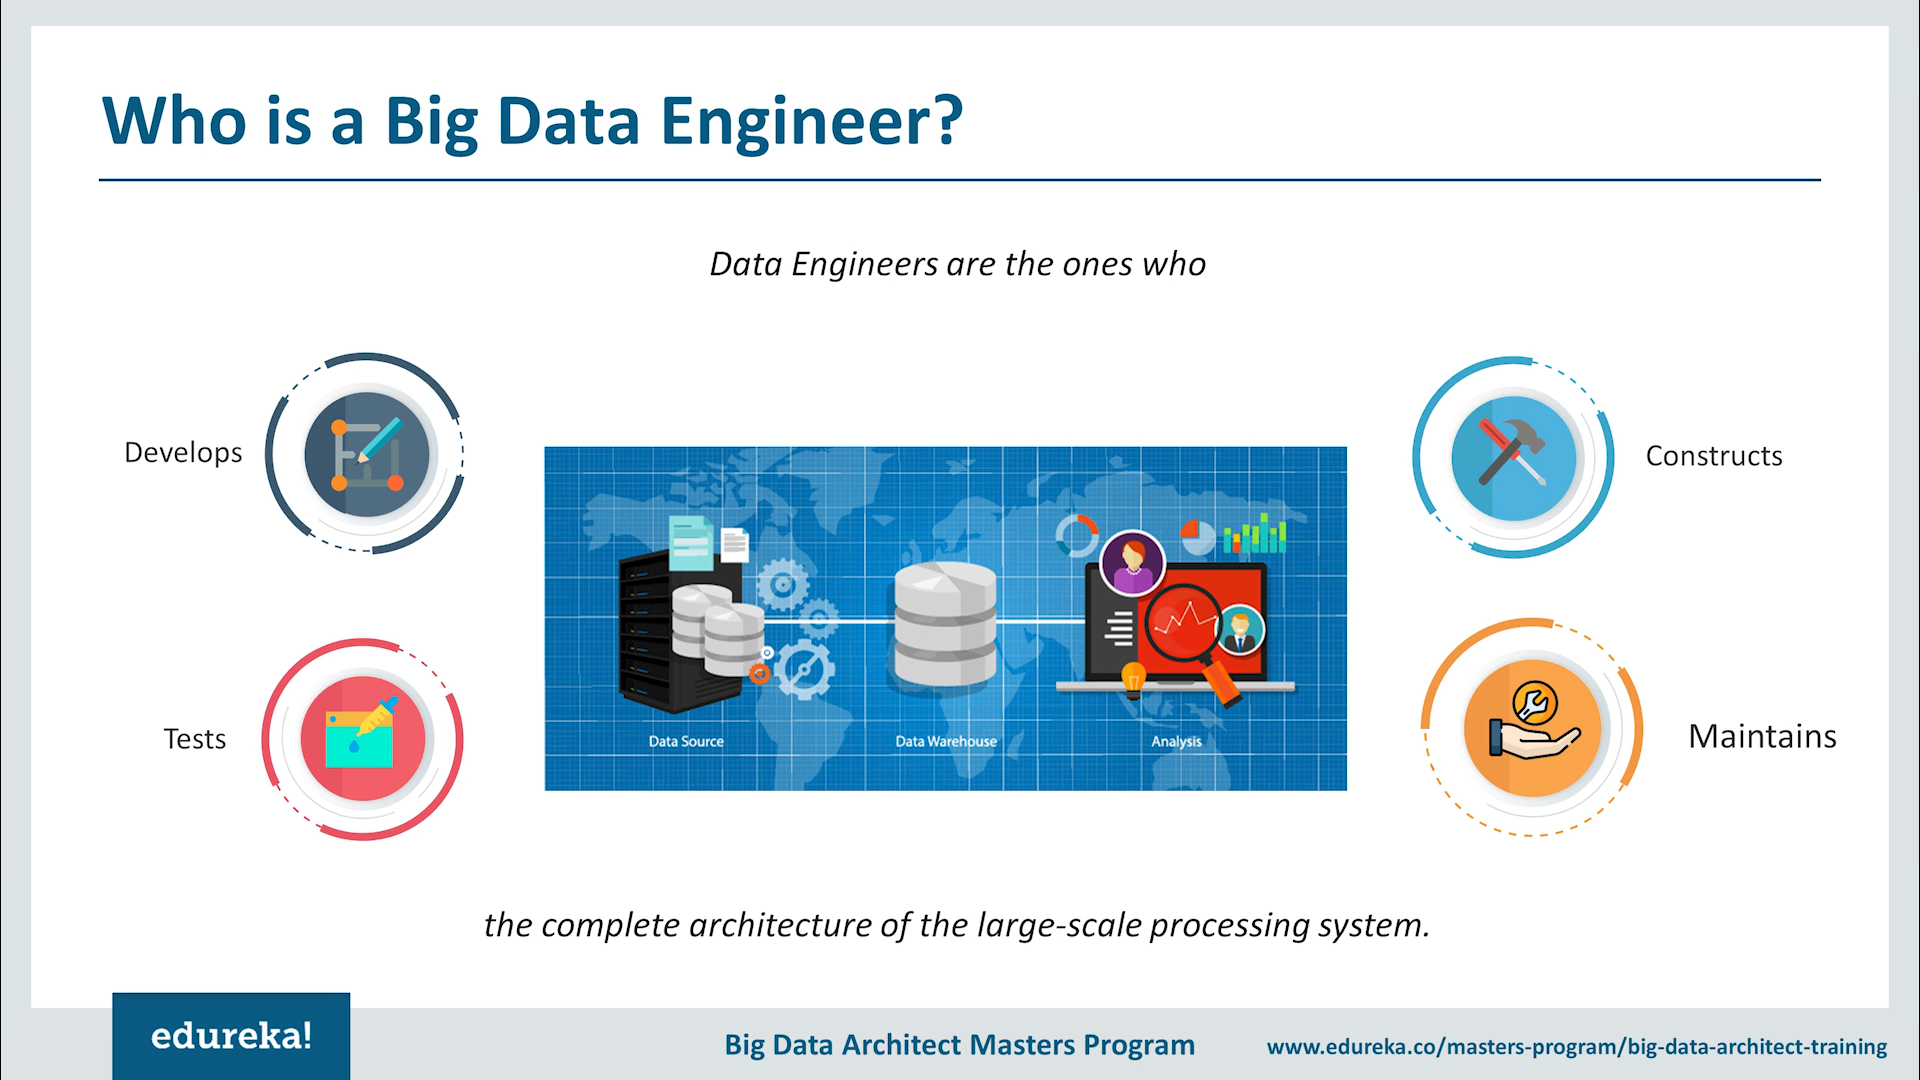 Who is a Big Data Engineer?
Data Engineers are the ones who
Develops
Constructs
Data Source
Data Warehouse
Analysis
Tests
Maintains
the complete architecture of the large-scale processing system.
edureka!
Big Data Architect Masters Program
www.edureka.co/masters-program/big-data-architect-training